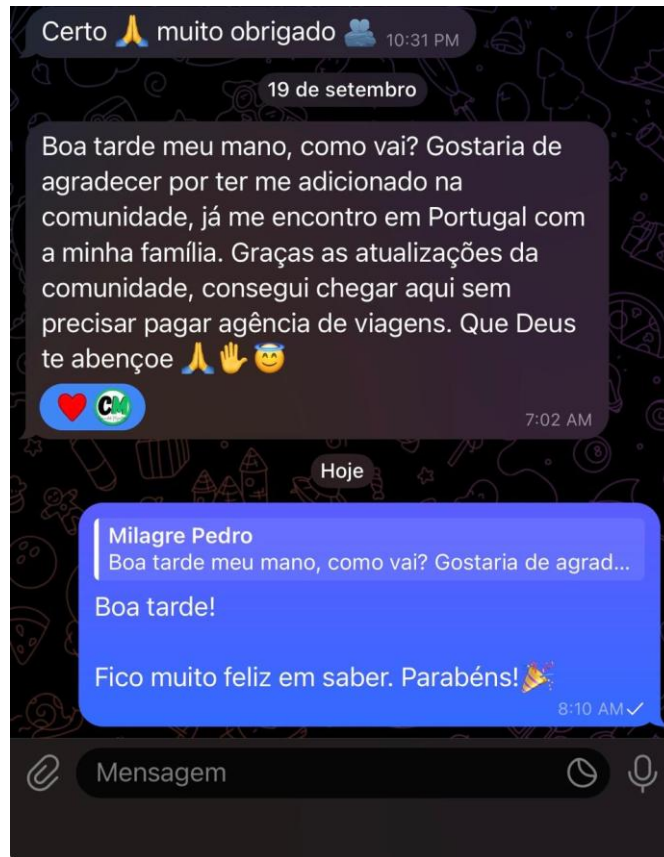 Certo 🙏 muito obrigado 🫂 10:31 PM
19 de setembro
Boa tarde meu mano, como vai? Gostaria de
agradecer por ter me adicionado na
comunidade, já me encontro em Portugal com
a minha família. Graças as atualizações da
comunidade, consegui chegar aqui sem
precisar pagar agência de viagens. Que Deus
te abençoe 🙏🖐️😇
❤️ CM
7:02 AM
Hoje
Milagre Pedro
Boa tarde meu mano, como vai? Gostaria de agrad...
Boa tarde!
Fico muito feliz em saber. Parabéns!🎉
8:10 AM
Mensagem